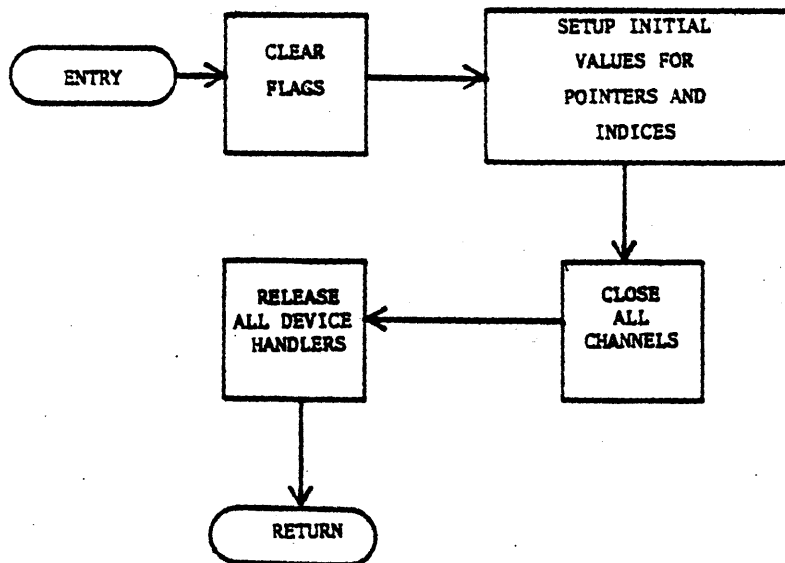 ENTRY
CLEAR
FLAGS
SETUP INITIAL
VALUES FOR
POINTERS AND
INDICES
CLOSE
ALL
CHANNELS
RELEASE
ALL DEVICE
HANDLERS
RETURN